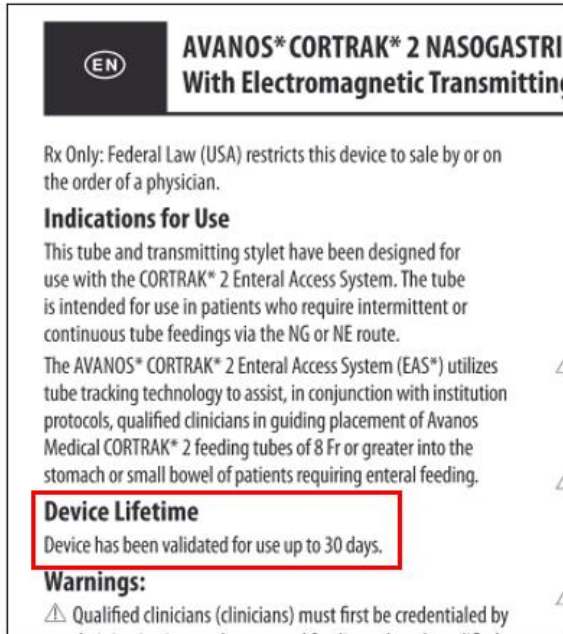 EN
AVANOS* CORTRAK* 2 NASOGASTRI
With Electromagnetic Transmitting
Rx Only: Federal Law (USA) restricts this device to sale by or on
the order of a physician.
Indications for Use
This tube and transmitting stylet have been designed for
use with the CORTRAK* 2 Enteral Access System. The tube
is intended for use in patients who require intermittent or
continuous tube feedings via the NG or NE route.
The AVANOS* CORTRAK* 2 Enteral Access System (EAS*) utilizes
tube tracking technology to assist, in conjunction with institution
protocols, qualified clinicians in guiding placement of Avanos
Medical CORTRAK* 2 feeding tubes of 8 Fr or greater into the
stomach or small bowel of patients requiring enteral feeding.
Device Lifetime
Device has been validated for use up to 30 days.
Warnings:
⚠ Qualified clinicians (clinicians) must first be credentialed by